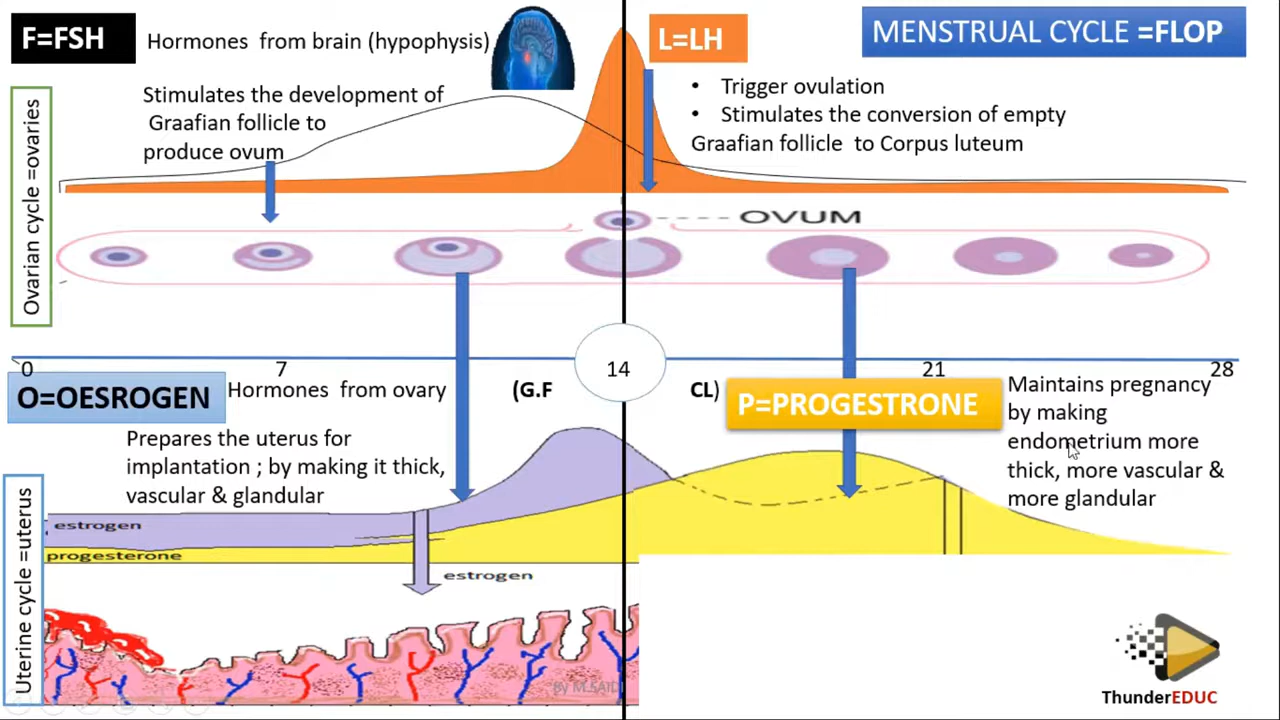 F=FSH
Hormones from brain (hypophysis)
L=LH
MENSTRUAL CYCLE =FLOP
Stimulates the development of
Graafian follicle to
produce ovum
• Trigger ovulation
• Stimulates the conversion of empty
Graafian follicle to Corpus luteum
Ovarian cycle =ovaries
OVUM
0
7
14
21
28
O=OESROGEN
Hormones from ovary
(G.F
CL)
P=PROGESTRONE
Maintains pregnancy
by making
endometrium more
thick, more vascular &
more glandular
Prepares the uterus for
implantation ; by making it thick,
vascular & glandular
Uterine cycle =uterus
estrogen
progesterone
estrogen
By M.SAID
ThunderEDUC